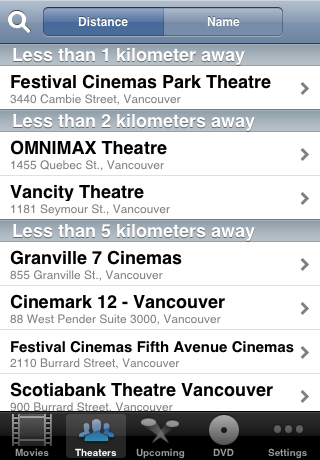 Distance
Name
Less than 1 kilometer away
Festival Cinemas Park Theatre
3440 Cambie Street, Vancouver
Less than 2 kilometers away
OMNIMAX Theatre
1455 Quebec St., Vancouver
Vancity Theatre
1181 Seymour St., Vancouver
Less than 5 kilometers away
Granville 7 Cinemas
855 Granville St., Vancouver
Cinemark 12 - Vancouver
88 West Pender Suite 3000, Vancouver
Festival Cinemas Fifth Avenue Cinemas
2110 Burrard Street, Vancouver
Scotiabank Theatre Vancouver
900 Burrard Street, Vancouver
Movies
Theaters
Upcoming
DVD
Settings